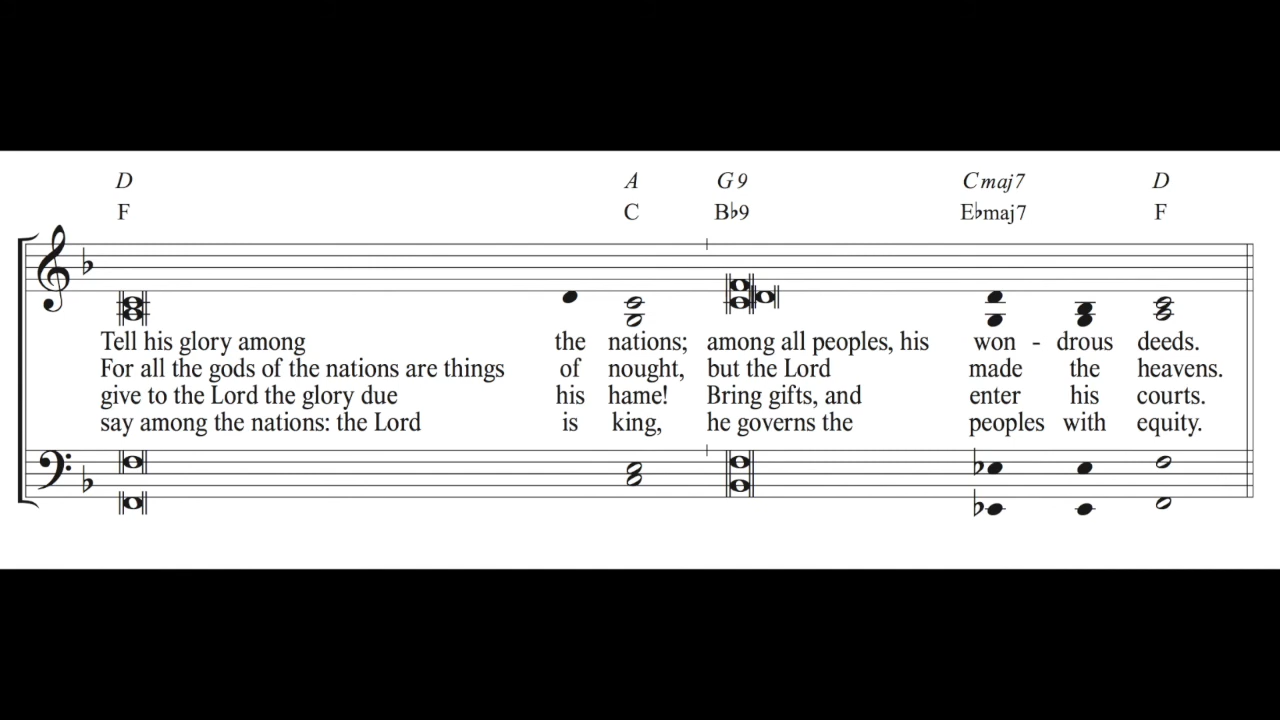 D A G9 Cmaj7 D
F C B♭9 E♭maj7 F
Tell his glory among the nations; among all peoples, his won - drous deeds.
For all the gods of the nations are things of nought, but the Lord made the heavens.
give to the Lord the glory due his hame! Bring gifts, and enter his courts.
say among the nations: the Lord is king, he governs the peoples with equity.